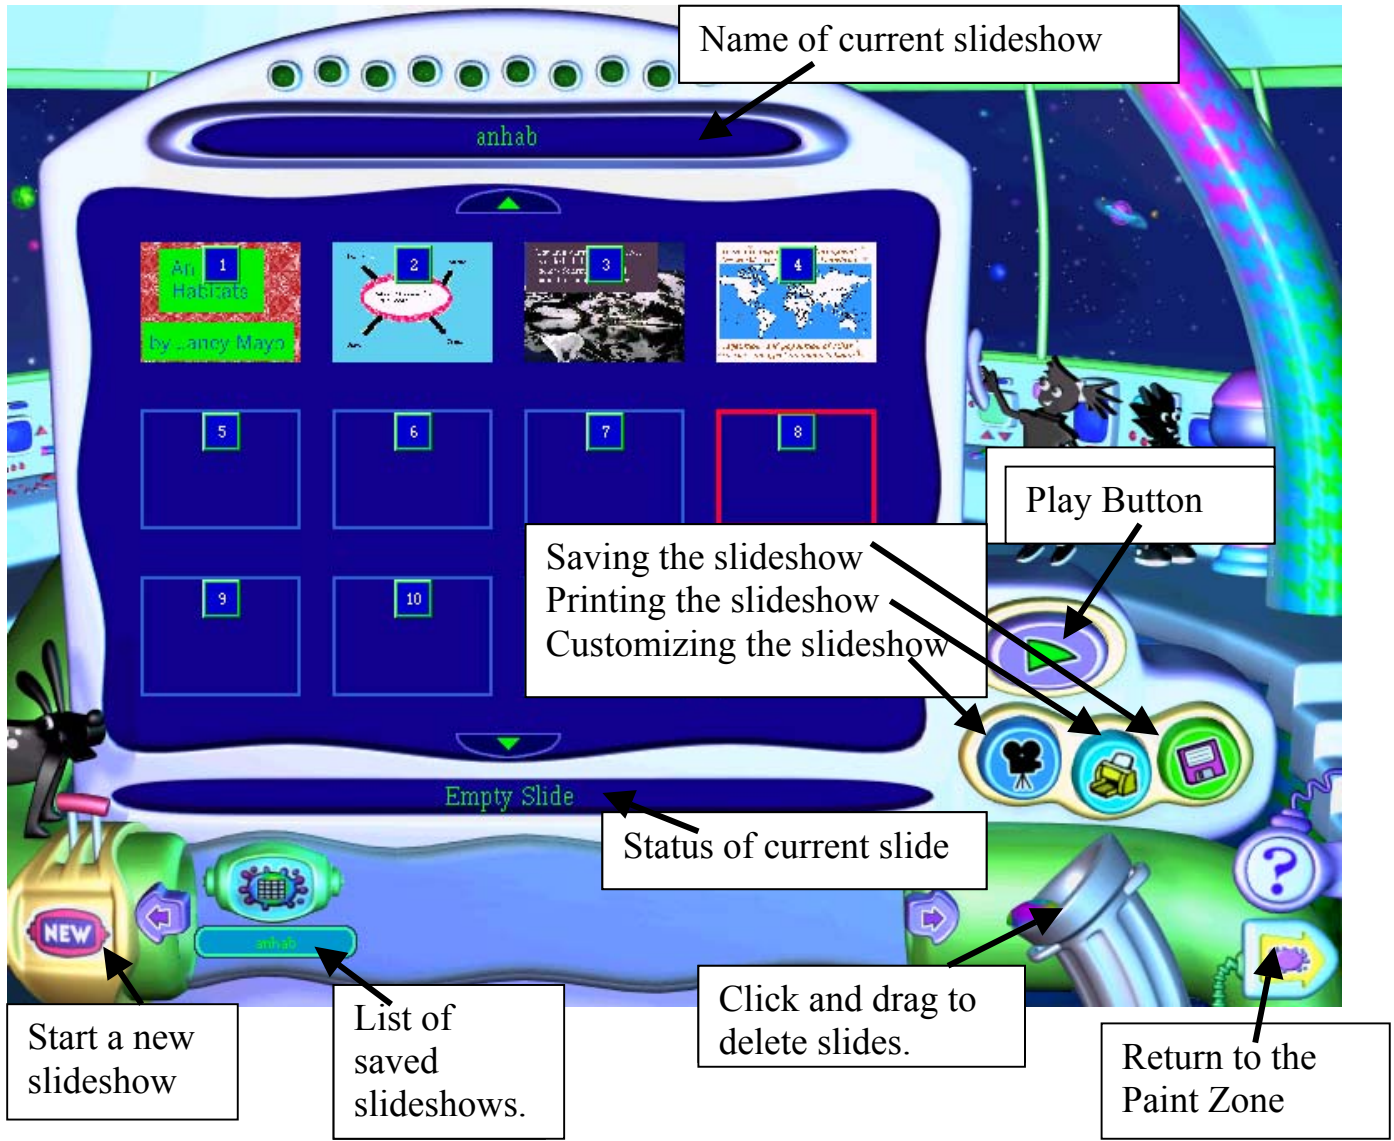 Name of current slideshow
anhab
1
2
3
4
An
Habitats
by
Mayo
5
6
7
8
Play Button
Saving the slideshow
Printing the slideshow
Customizing the slideshow
9
10
Empty Slide
Status of current slide
?
NEW
anhab
Start a new
slideshow
List of
saved
slideshows.
Click and drag to
delete slides.
Return to the
Paint Zone